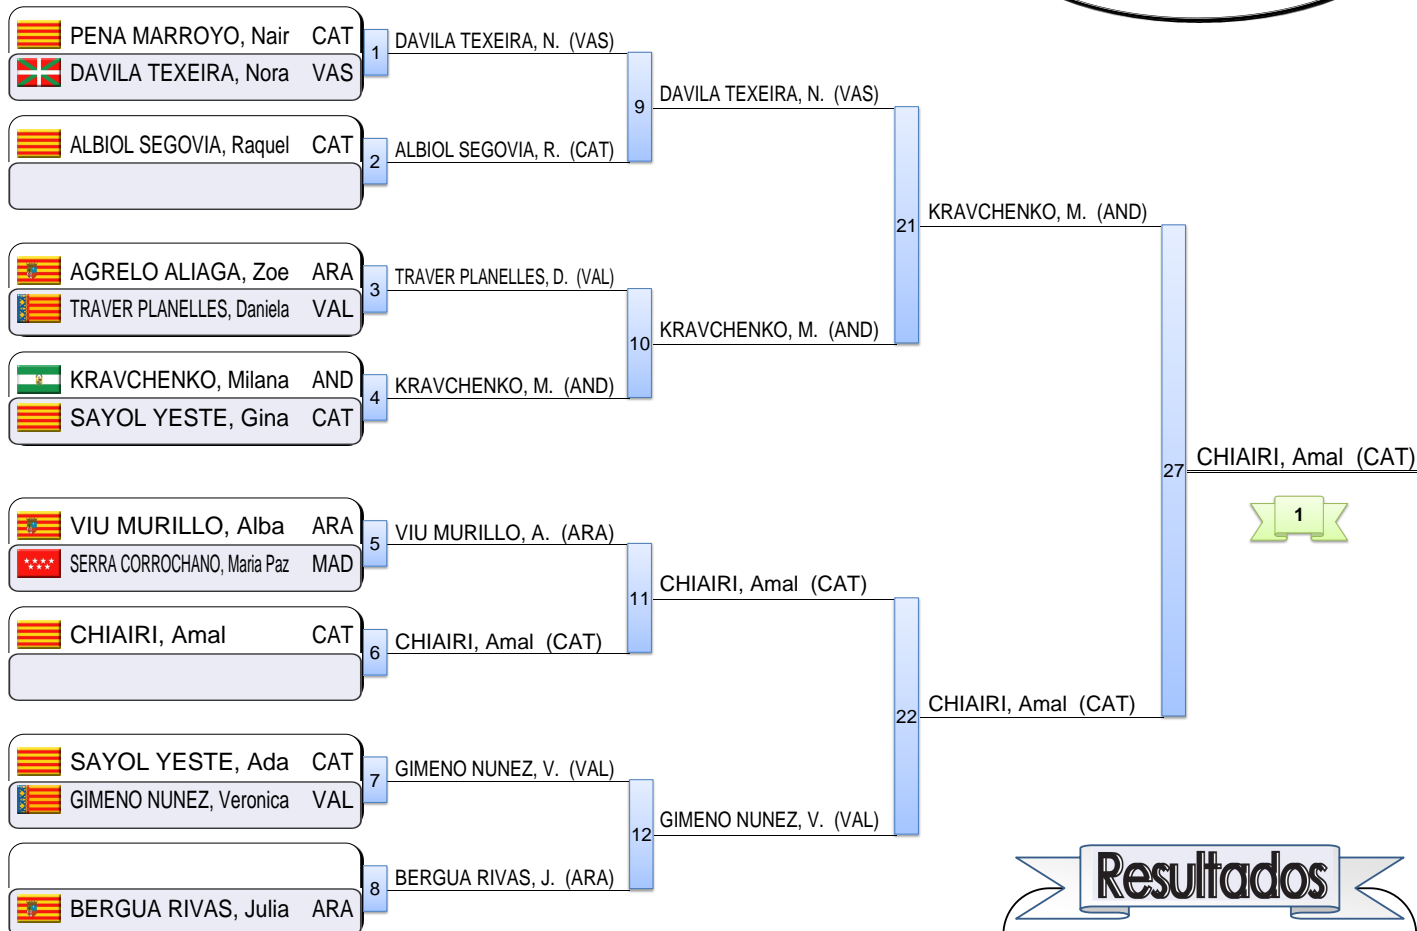 PENA MARROYO, Nair CAT
DAVILA TEXEIRA, Nora VAS
1
DAVILA TEXEIRA, N. (VAS)
ALBIOL SEGOVIA, Raquel CAT
2
ALBIOL SEGOVIA, R. (CAT)
9
DAVILA TEXEIRA, N. (VAS)
AGRELO ALIAGA, Zoe ARA
TRAVER PLANELLES, Daniela VAL
3
TRAVER PLANELLES, D. (VAL)
KRAVCHENKO, Milana AND
SAYOL YESTE, Gina CAT
4
KRAVCHENKO, M. (AND)
10
KRAVCHENKO, M. (AND)
21
KRAVCHENKO, M. (AND)
VIU MURILLO, Alba ARA
SERRA CORROCHANO, Maria Paz MAD
5
VIU MURILLO, A. (ARA)
CHIAIRI, Amal CAT
6
CHIAIRI, Amal (CAT)
11
CHIAIRI, Amal (CAT)
SAYOL YESTE, Ada CAT
GIMENO NUNEZ, Veronica VAL
7
GIMENO NUNEZ, V. (VAL)
BERGUA RIVAS, Julia ARA
8
BERGUA RIVAS, J. (ARA)
12
GIMENO NUNEZ, V. (VAL)
22
CHIAIRI, Amal (CAT)
27
CHIAIRI, Amal (CAT)
1
Resultados